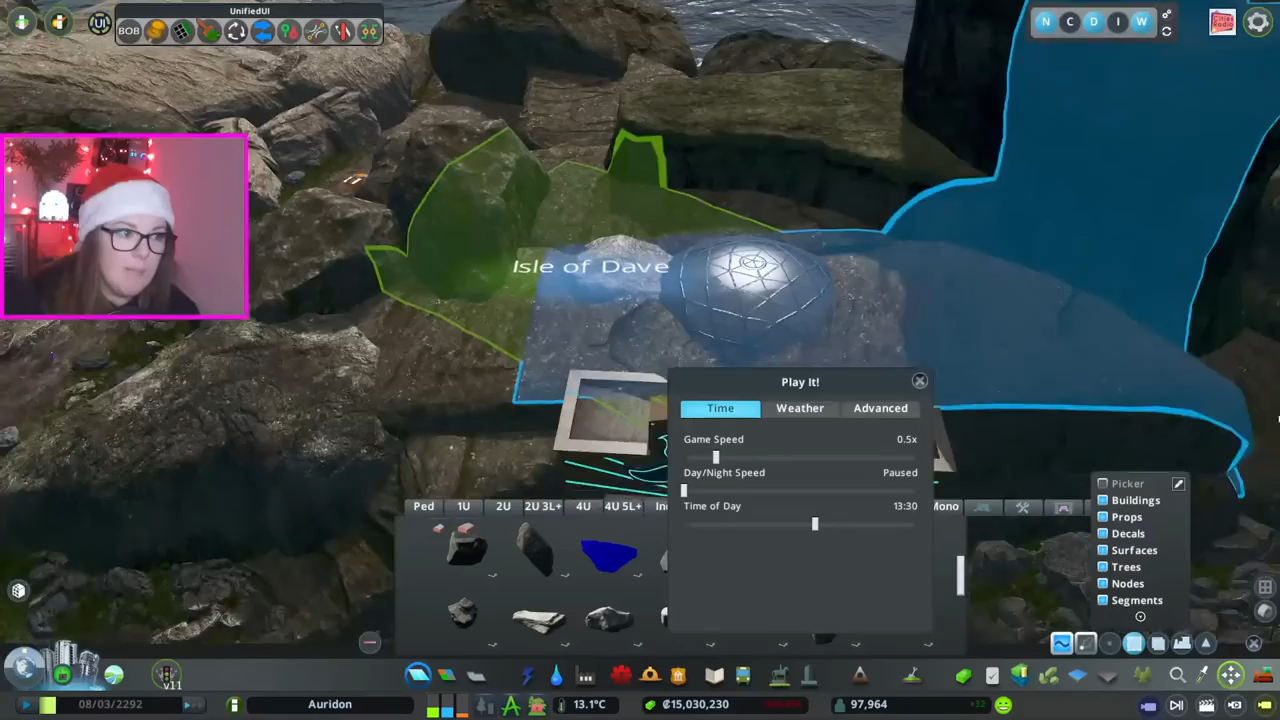 UnifiedUI
UI
BOB
N C D I W
Isle of Dave
Play It!
Time Weather Advanced
Game Speed 0.5x
Day/Night Speed Paused
Time of Day 13:30
Ped 1U 2U 2U 3L+ 4U 4U 5L+ Mono
Picker
Buildings
Props
Decals
Surfaces
Trees
Nodes
Segments
V11
08/03/2292 Auridon 13.1°C ₡15,030,230 97,964 +32